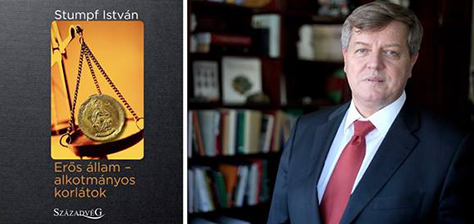 Stumpf István
Erős állam –
alkotmányos
korlátok
SZÁZADVÉG